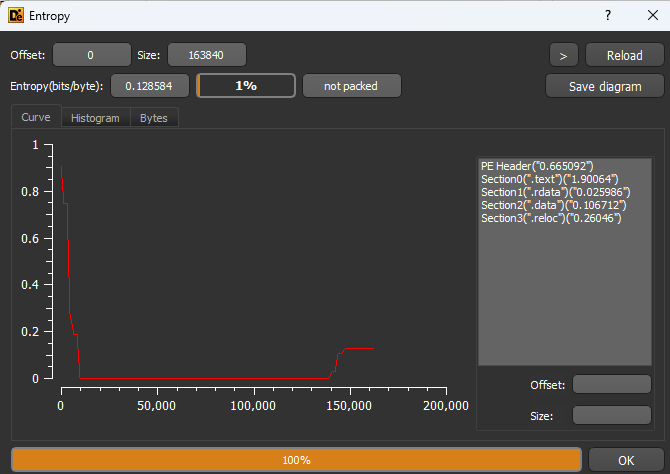 De Entropy ?
Offset: 0 Size: 163840 > Reload
Entropy(bits/byte): 0.128584 1% not packed Save diagram
Curve Histogram Bytes
1
0.8
0.6
0.4
0.2
0
0 50,000 100,000 150,000 200,000
PE Header("0.665092")
Section0(".text")("1.90064")
Section1(".rdata")("0.025986")
Section2(".data")("0.106712")
Section3(".reloc")("0.26046")
Offset:
Size:
100% OK